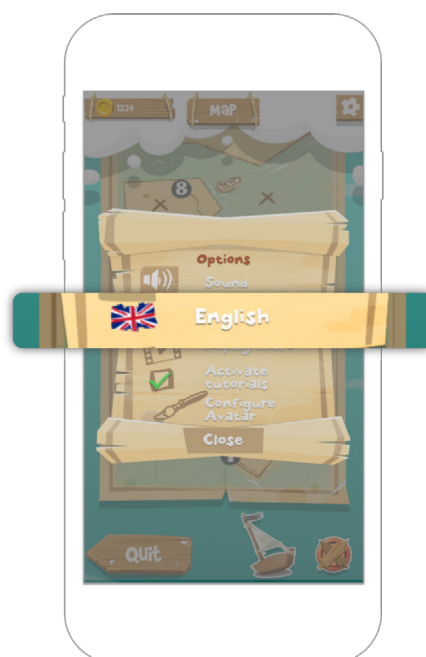 1224
Map
8
Options
Sound
English
Activate
tutorials
Configure
Avatar
Close
Quit